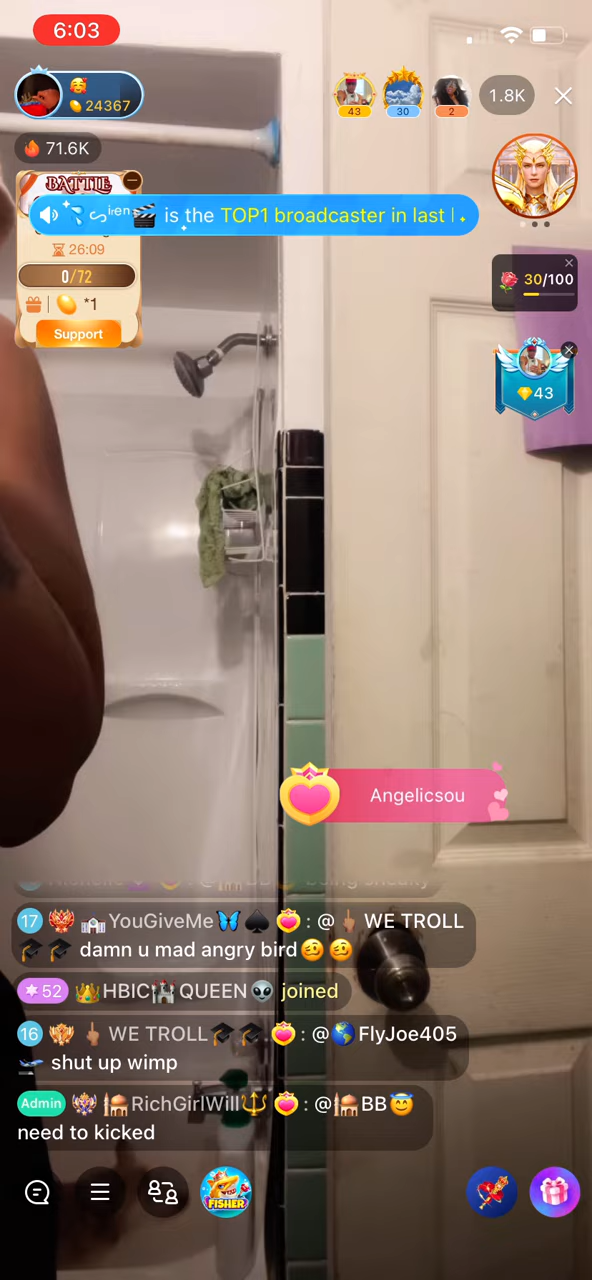 6:03
🥰
24367
43
30
2
1.8K
71.6K
BATTLE
is the TOP1 broadcaster in last
26:09
0/72
*1
Support
30/100
43
Angelicsou
17 YouGiveMe🦋♠️ : @🖕🏽 WE TROLL
🎓🎓 damn u mad angry bird🥴🥴
52 👑HBIC🏰QUEEN👽 joined
16 🖕🏽 WE TROLL🎓🎓 : @🌎FlyJoe405
🛫 shut up wimp
Admin 🕌RichGirlWill🔱 : @🕌BB😇
need to kicked
FISHER